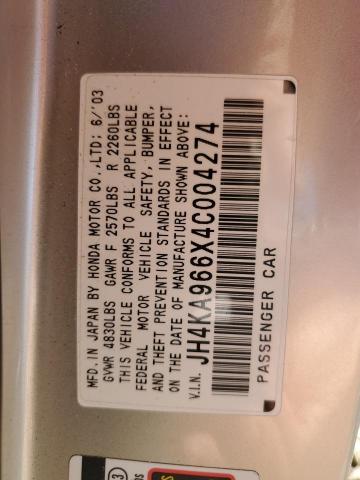 MFD. IN JAPAN BY HONDA MOTOR CO., LTD; 6/'03
GVWR 4830LBS GAWR F 2570LBS R 2260LBS
THIS VEHICLE CONFORMS TO ALL APPLICABLE
FEDERAL MOTOR VEHICLE SAFETY, BUMPER,
AND THEFT PREVENTION STANDARDS IN EFFECT
ON THE DATE OF MANUFACTURE SHOWN ABOVE:
V.I.N. JH4KA966X4C004274
PASSENGER CAR